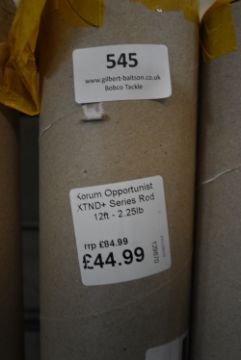 545
www.gilbert-baitson.co.uk
Bobco Tackle
Korum Opportunist
XTND+ Series Rod
12ft - 2.25lb
rrp £84.99
£44.99